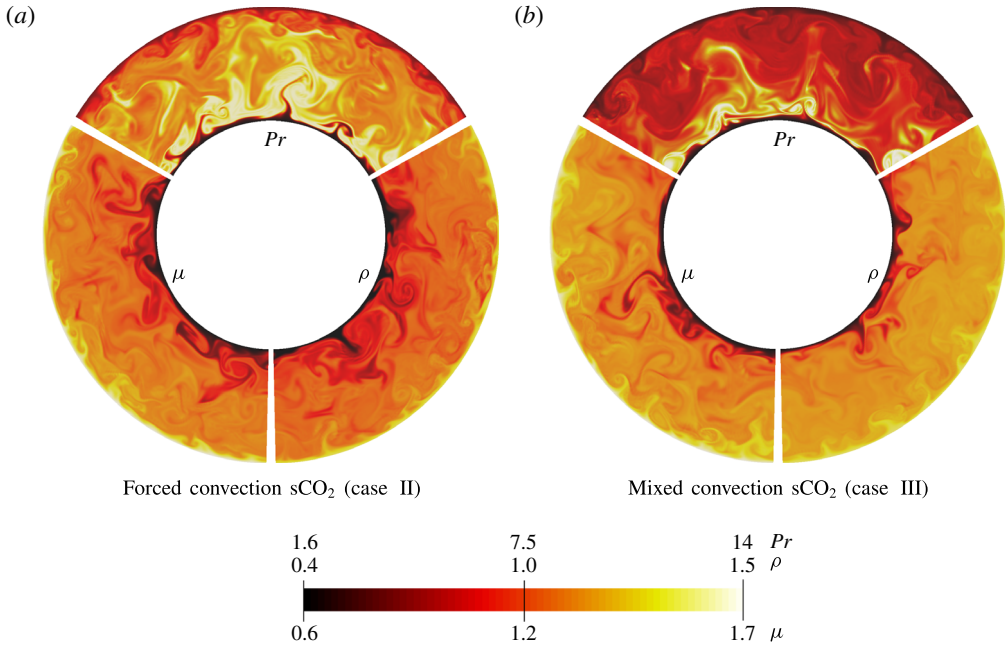 (a)
(b)
Pr
Pr
μ
ρ
μ
ρ
Forced convection sCO₂ (case II)
Mixed convection sCO₂ (case III)
1.6 7.5 14 Pr
0.4 1.0 1.5 ρ
0.6 1.2 1.7 μ